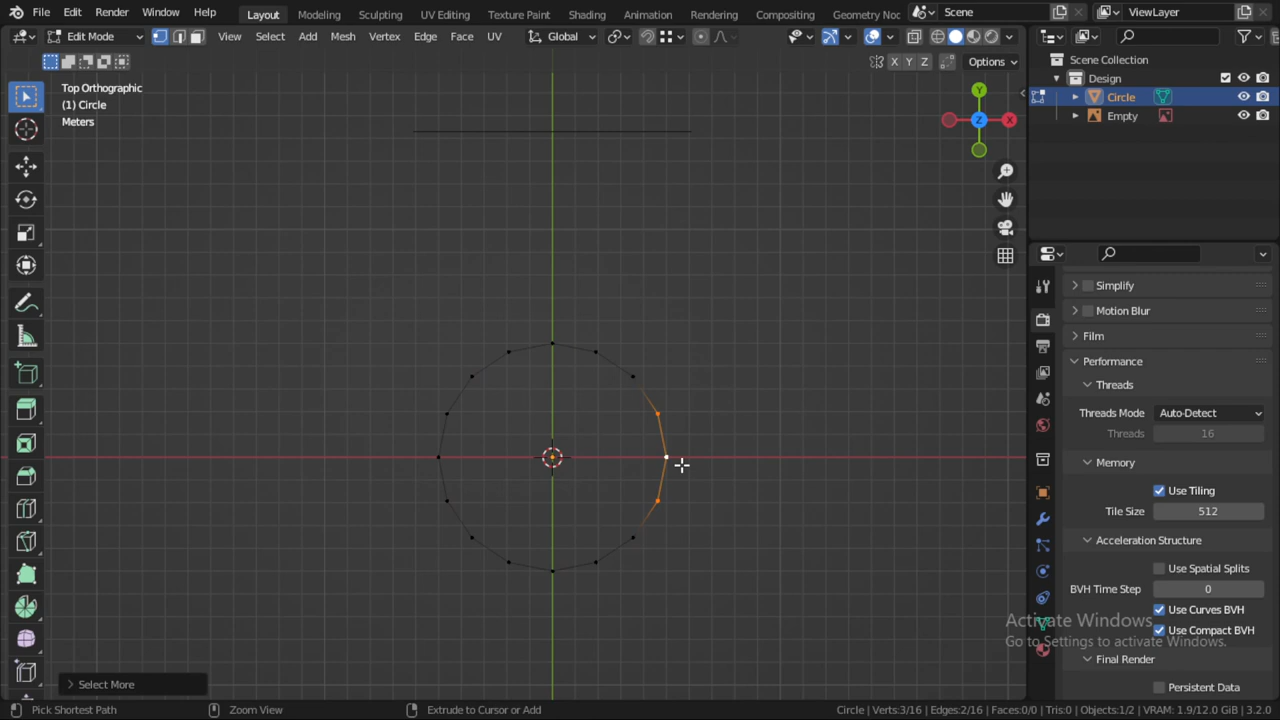 File Edit Render Window Help
Layout Modeling Sculpting UV Editing Texture Paint Shading Animation Rendering Compositing Geometry Noc
Scene
ViewLayer
Edit Mode
View Select Add Mesh Vertex Edge Face UV
Global
X Y Z
Options
Top Orthographic
(1) Circle
Meters
Y
Z
X
Scene Collection
Design
Circle
Empty
Simplify
Motion Blur
Film
Performance
Threads
Threads Mode Auto-Detect
Threads 16
Memory
Use Tiling
Tile Size 512
Acceleration Structure
Use Spatial Splits
BVH Time Step 0
Use Curves BVH
Use Compact BVH
Final Render
Persistent Data
Activate Windows
Go to Settings to activate Windows.
Select More
Pick Shortest Path Zoom View Extrude to Cursor or Add
Circle | Verts:3/16 | Edges:2/16 | Faces:0/0 | Tris:0 | Objects:1/2 | VRAM: 1.9/12.0 GiB | 3.2.0